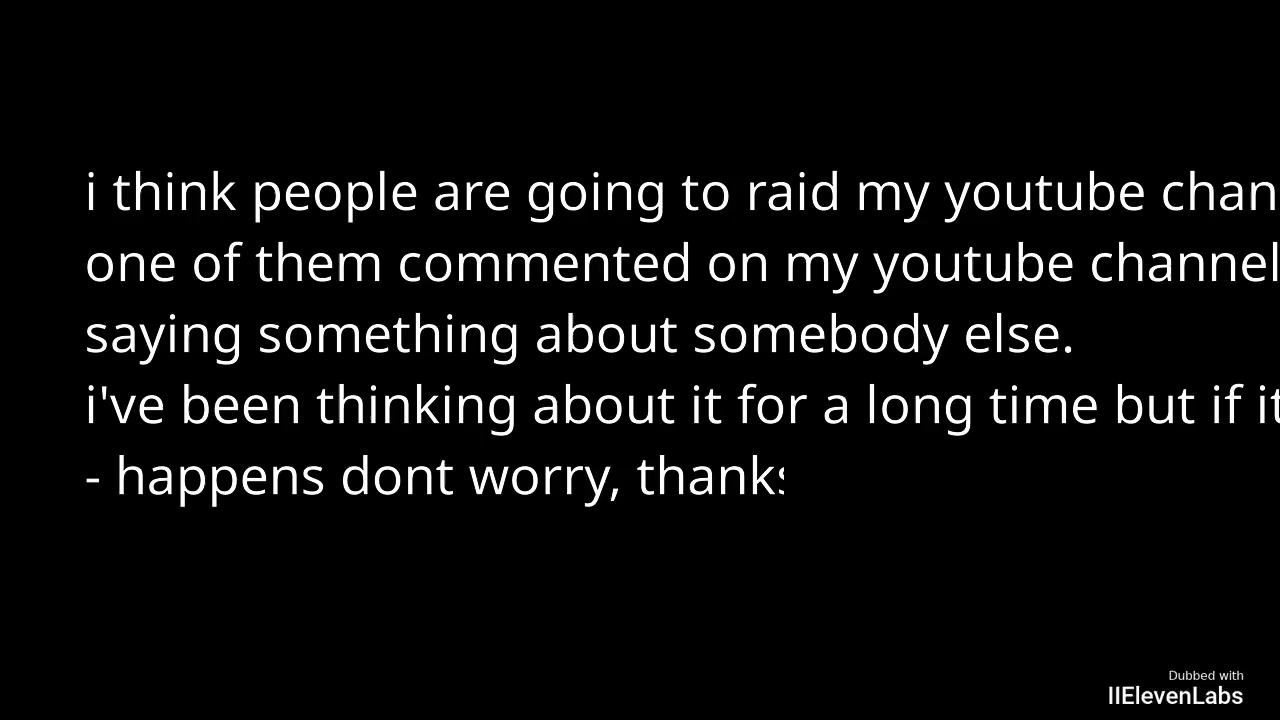 i think people are going to raid my youtube chan
one of them commented on my youtube channel
saying something about somebody else.
i've been thinking about it for a long time but if it
- happens dont worry, thanks
Dubbed with
IIElevenLabs